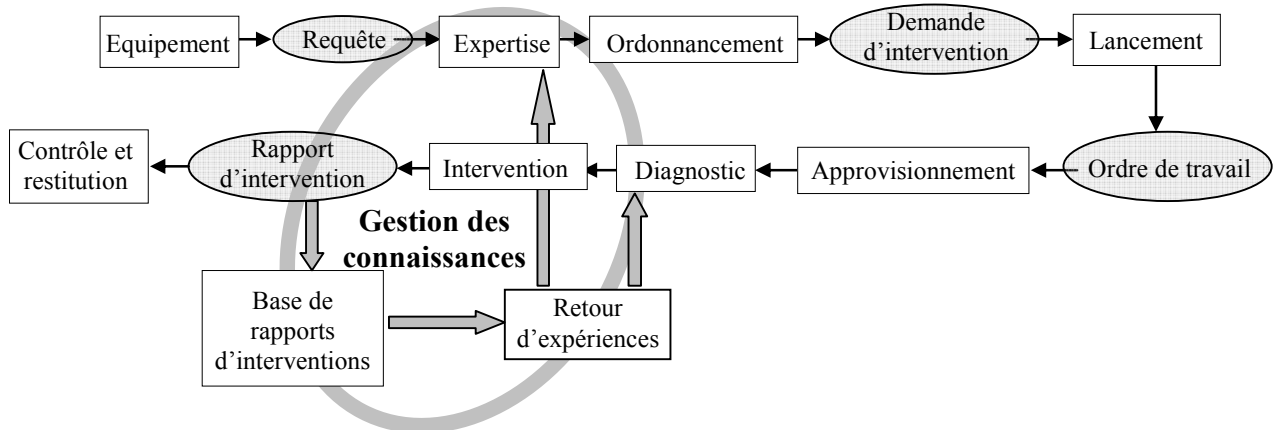 Equipement
Requête
Expertise
Ordonnancement
Demande
d’intervention
Lancement
Contrôle et
restitution
Rapport
d’intervention
Intervention
Diagnostic
Approvisionnement
Ordre de travail
Gestion des
connaissances
Base de
rapports
d’interventions
Retour
d’expériences